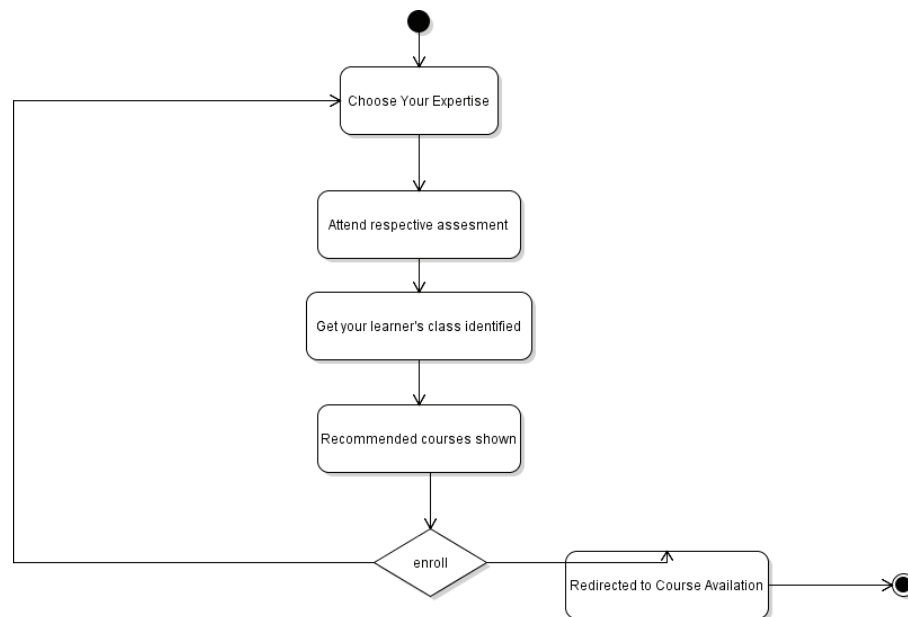 Choose Your Expertise
Attend respective assesment
Get your learner's class identified
Recommended courses shown
enroll
Redirected to Course Availation